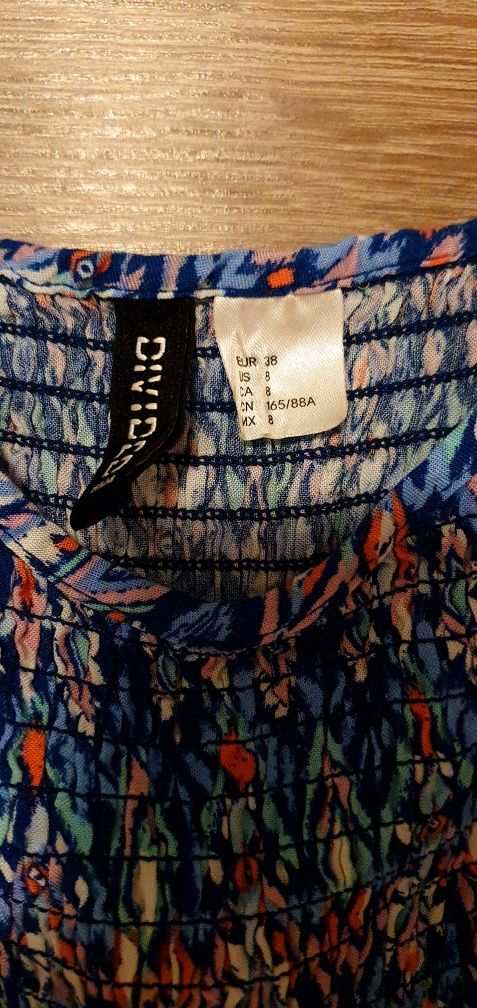 DIVIDED
EUR 38
US 8
CA 8
CN 165/88A
MX 8